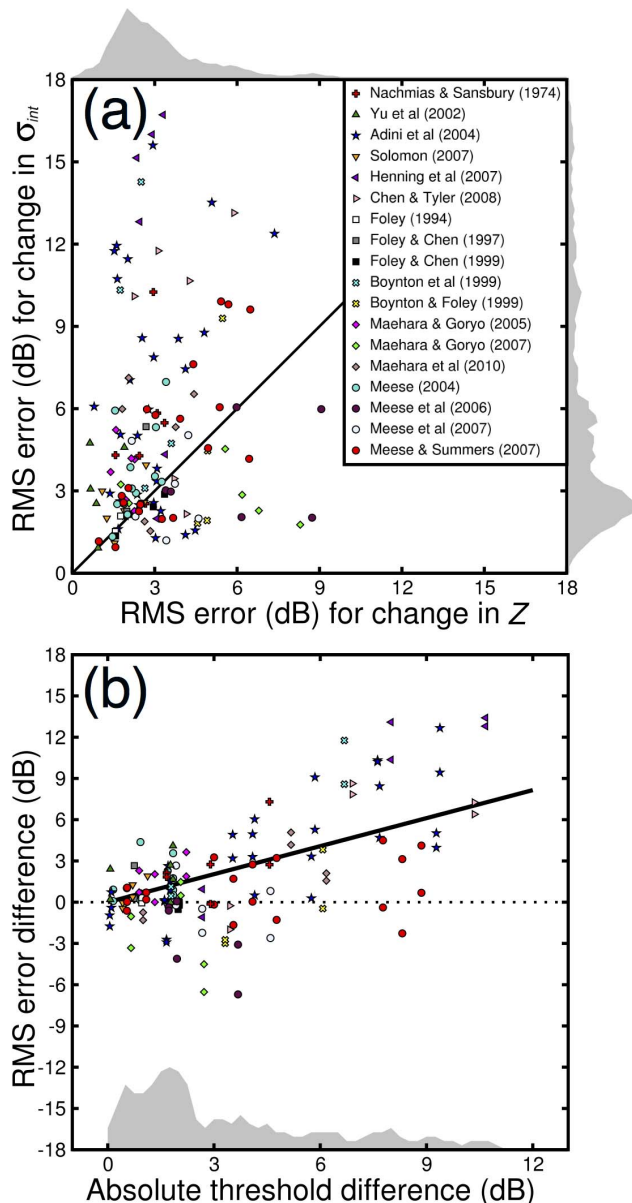 (a)
18
15
12
9
6
3
0
RMS error (dB) for change in σint
Nachmias & Sansbury (1974)
Yu et al (2002)
Adini et al (2004)
Solomon (2007)
Henning et al (2007)
Chen & Tyler (2008)
Foley (1994)
Foley & Chen (1997)
Foley & Chen (1999)
Boynton et al (1999)
Boynton & Foley (1999)
Maehara & Goryo (2005)
Maehara & Goryo (2007)
Maehara et al (2010)
Meese (2004)
Meese et al (2006)
Meese et al (2007)
Meese & Summers (2007)
0 3 6 9 12 15 18
RMS error (dB) for change in Z
(b)
18
15
12
9
6
3
0
-3
-6
-9
-12
-15
-18
RMS error difference (dB)
0 3 6 9 12
Absolute threshold difference (dB)